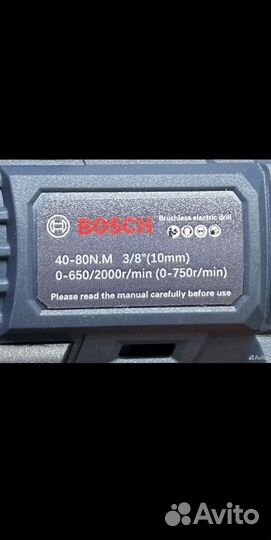 BOSCH
Brushless electric drill
40-80N.M 3/8"(10mm)
0-650/2000r/min (0-750r/min)
Please read the manual carefully before use
Avito
Avito